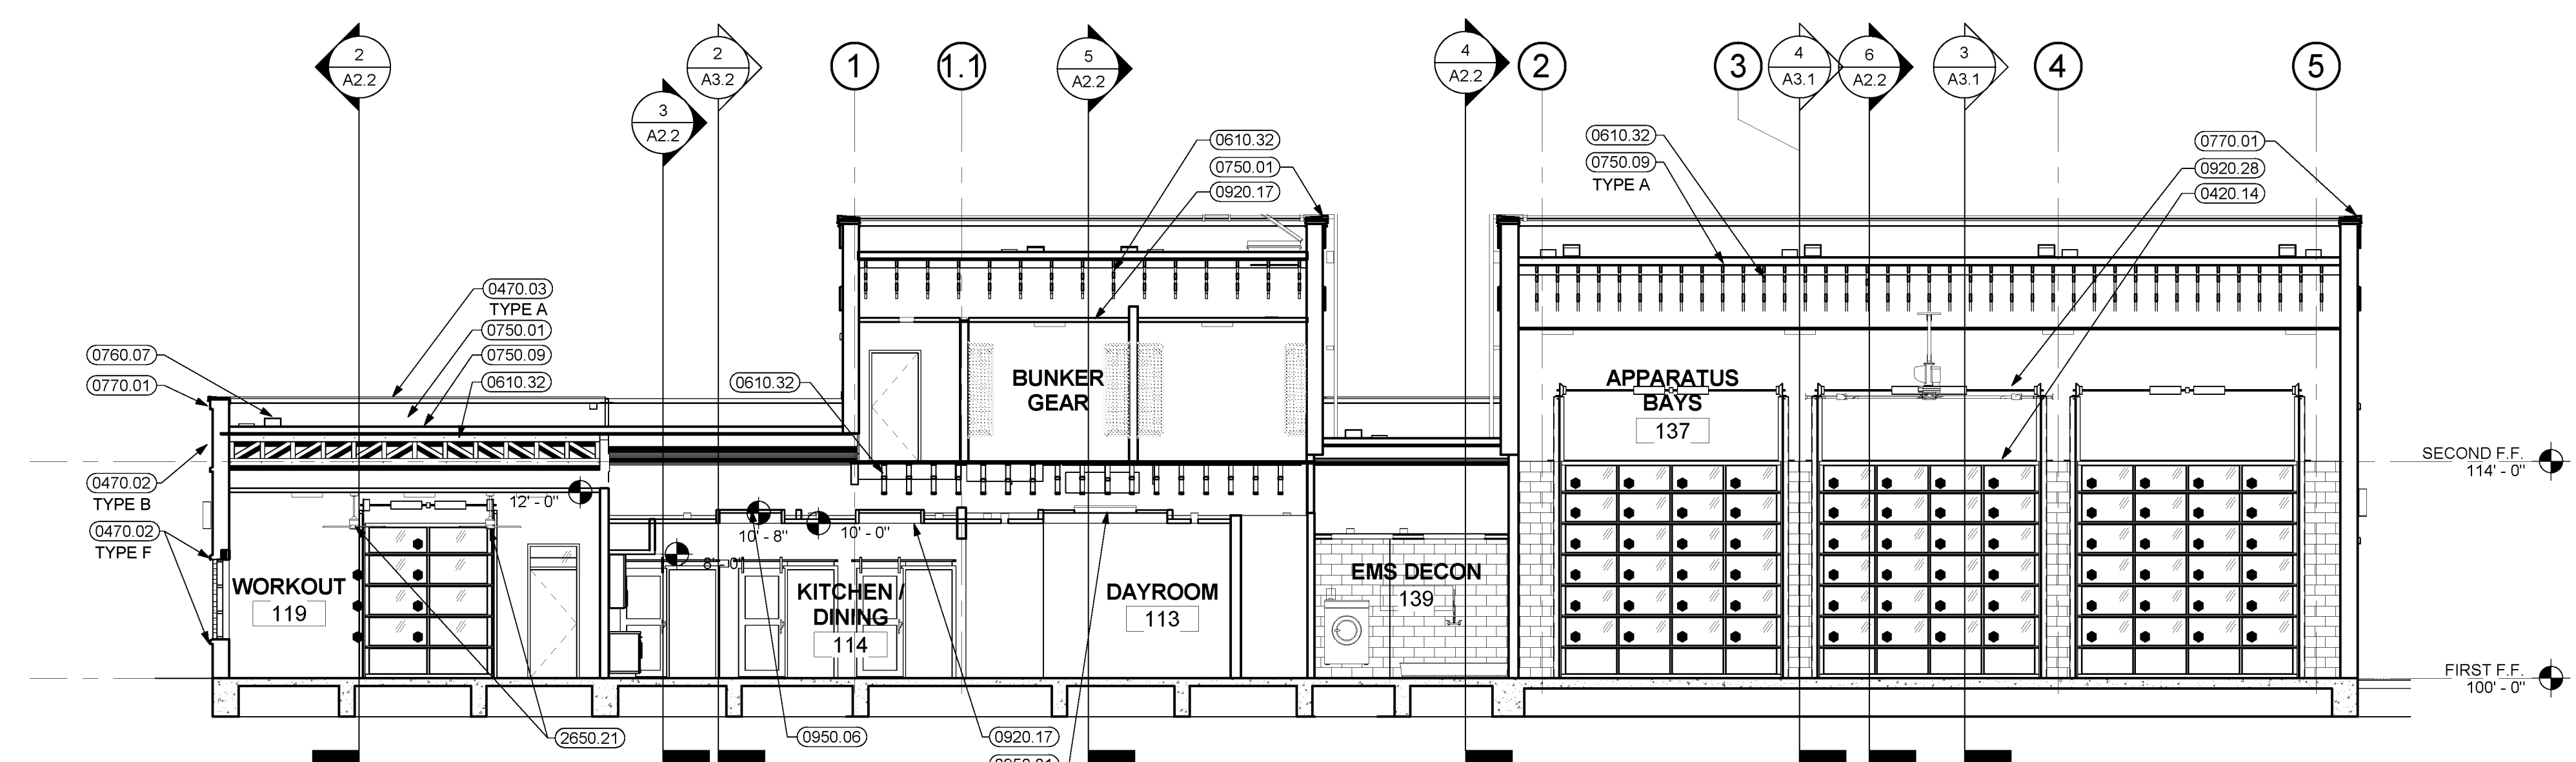 2
A2.2
3
A2.2
2
A3.2
1
1.1
5
A2.2
4
A2.2
2
3
4
A3.1
6
A2.2
3
A3.1
4
5
0610.32
0750.01
0920.17
0610.32
0750.09
TYPE A
0770.01
0920.28
0420.14
0470.03
TYPE A
0750.01
0750.09
0610.32
0760.07
0770.01
0470.02
TYPE B
0470.02
TYPE F
0610.32
BUNKER
GEAR
APPARATUS
BAYS
137
SECOND F.F.
114' - 0"
12' - 0"
10' - 8"
10' - 0"
8' - 0"
WORKOUT
119
KITCHEN /
DINING
114
DAYROOM
113
EMS DECON
139
FIRST F.F.
100' - 0"
2650.21
0950.06
0920.17